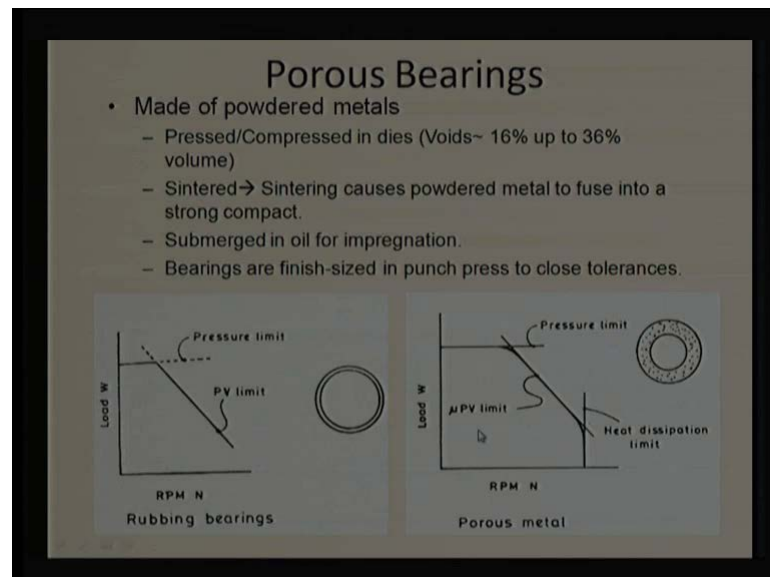 Porous Bearings
• Made of powdered metals
– Pressed/Compressed in dies (Voids~ 16% up to 36%
volume)
– Sintered→ Sintering causes powdered metal to fuse into a
strong compact.
– Submerged in oil for impregnation.
– Bearings are finish-sized in punch press to close tolerances.
Pressure limit
PV limit
Load W
RPM N
Rubbing bearings
Pressure limit
μPV limit
Load W
Heat dissipation
limit
RPM N
Porous metal